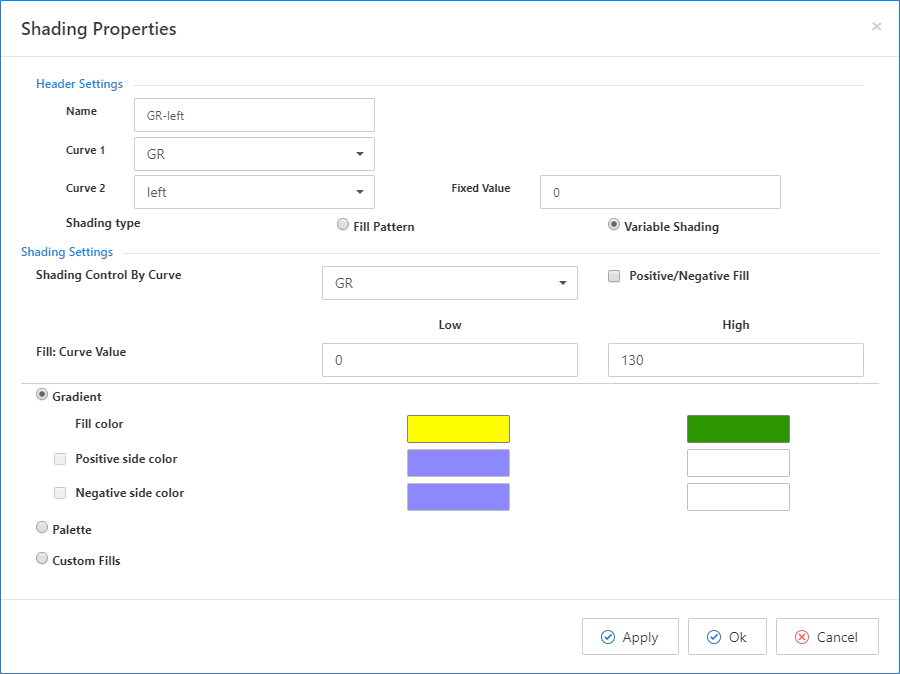 Shading Properties
×
Header Settings
Name GR-left
Curve 1 GR
Curve 2 left Fixed Value 0
Shading type Fill Pattern Variable Shading
Shading Settings
Shading Control By Curve GR Positive/Negative Fill
Low High
Fill: Curve Value 0 130
Gradient
Fill color
Positive side color
Negative side color
Palette
Custom Fills
Apply Ok Cancel